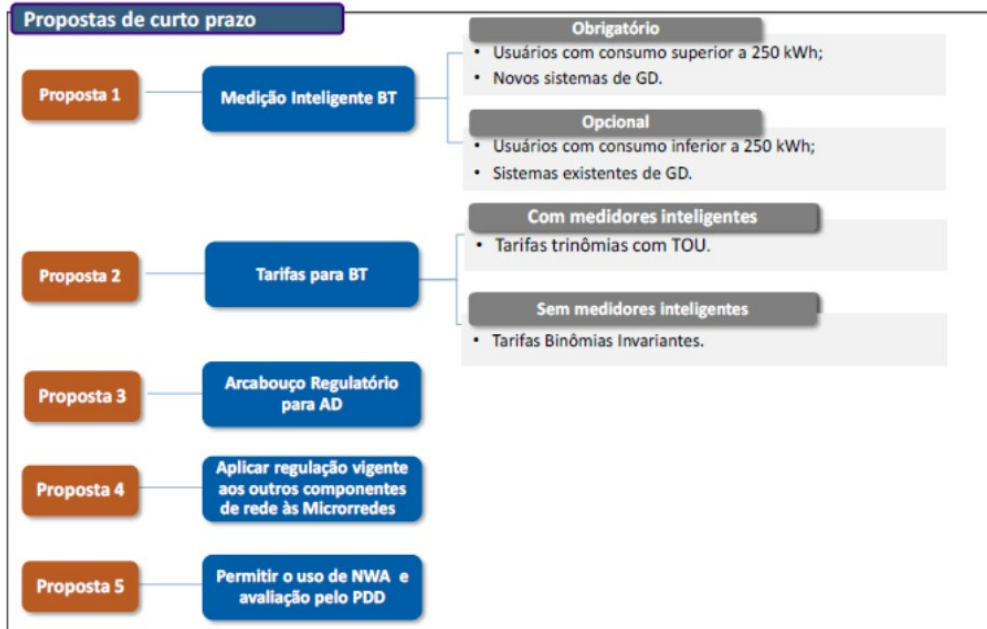 Propostas de curto prazo
Proposta 1
Medição Inteligente BT
Obrigatório
• Usuários com consumo superior a 250 kWh;
• Novos sistemas de GD.
Opcional
• Usuários com consumo inferior a 250 kWh;
• Sistemas existentes de GD.
Proposta 2
Tarifas para BT
Com medidores inteligentes
• Tarifas trinômias com TOU.
Sem medidores inteligentes
• Tarifas Binômias Invariantes.
Proposta 3
Arcabouço Regulatório
para AD
Proposta 4
Aplicar regulação vigente
aos outros componentes
de rede às Microrredes
Proposta 5
Permitir o uso de NWA e
avaliação pelo PDD